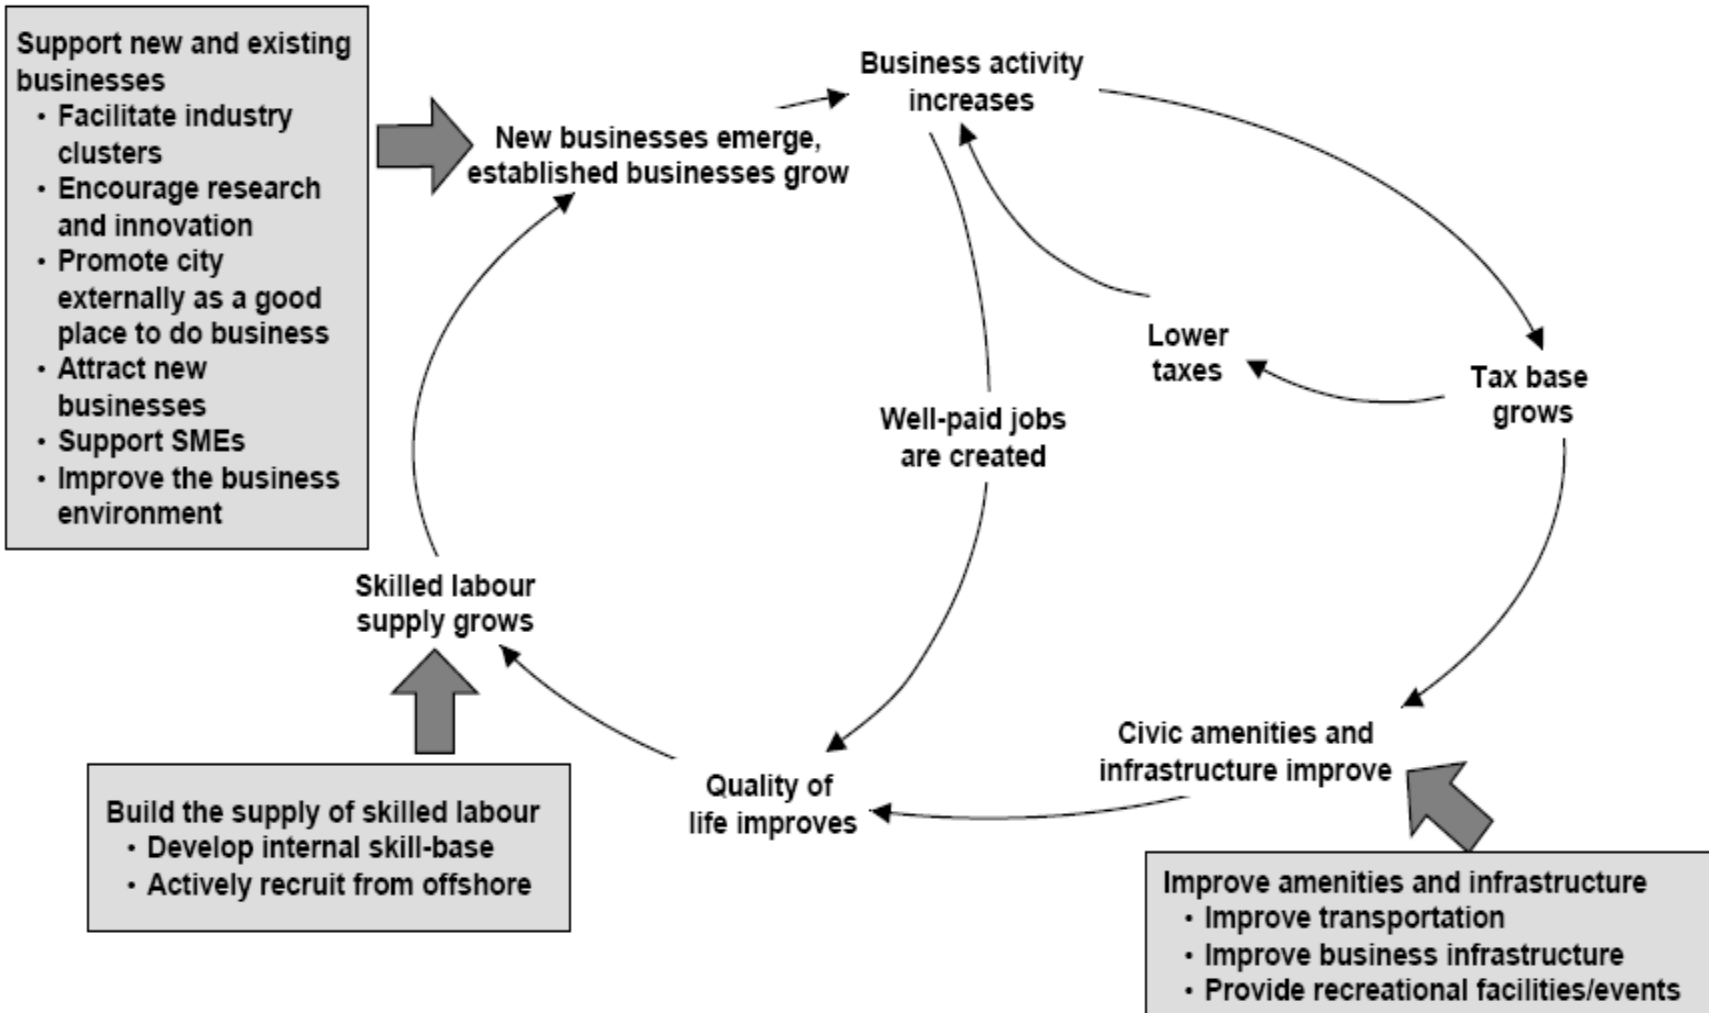 Support new and existing
businesses
• Facilitate industry
clusters
• Encourage research
and innovation
• Promote city
externally as a good
place to do business
• Attract new
businesses
• Support SMEs
• Improve the business
environment
Business activity
increases
New businesses emerge,
established businesses grow
Lower
taxes
Tax base
grows
Well-paid jobs
are created
Skilled labour
supply grows
Civic amenities and
infrastructure improve
Quality of
life improves
Build the supply of skilled labour
• Develop internal skill-base
• Actively recruit from offshore
Improve amenities and infrastructure
• Improve transportation
• Improve business infrastructure
• Provide recreational facilities/events